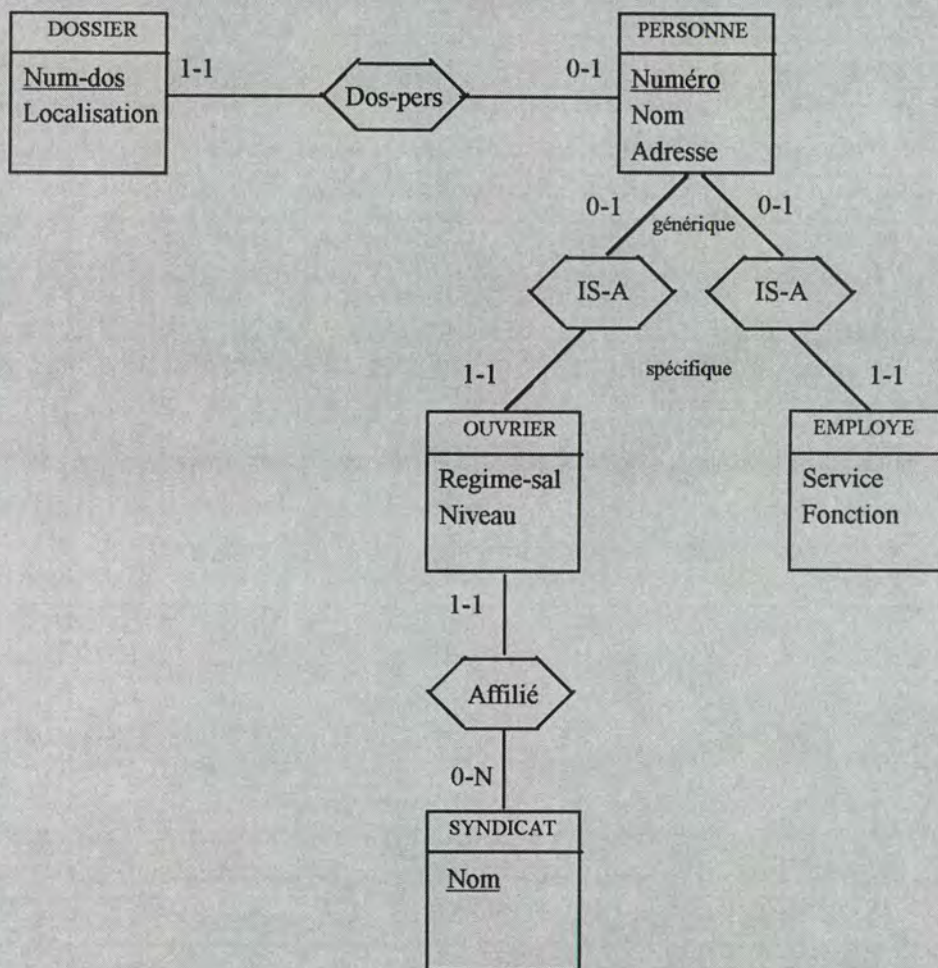 DOSSIER
Num-dos
Localisation
1-1
Dos-pers
0-1
PERSONNE
Numéro
Nom
Adresse
0-1
0-1
générique
IS-A
IS-A
1-1
spécifique
1-1
OUVRIER
Regime-sal
Niveau
EMPLOYE
Service
Fonction
1-1
Affilié
0-N
SYNDICAT
Nom